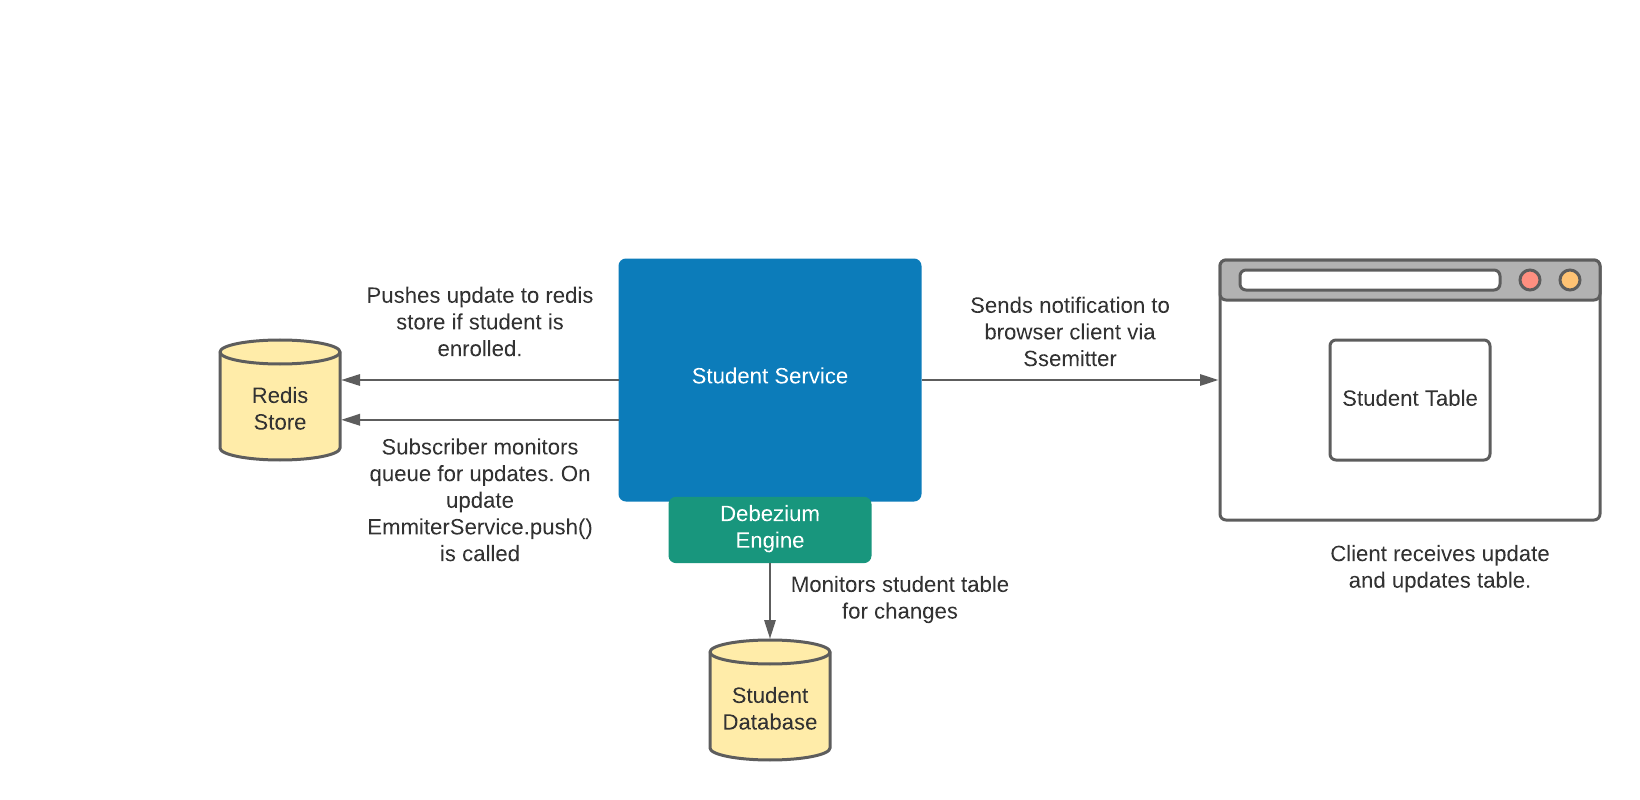 Pushes update to redis
store if student is
enrolled.
Redis
Store
Subscriber monitors
queue for updates. On
update
EmmiterService.push()
is called
Student Service
Debezium
Engine
Monitors student table
for changes
Student
Database
Sends notification to
browser client via
Ssemitter
Student Table
Client receives update
and updates table.